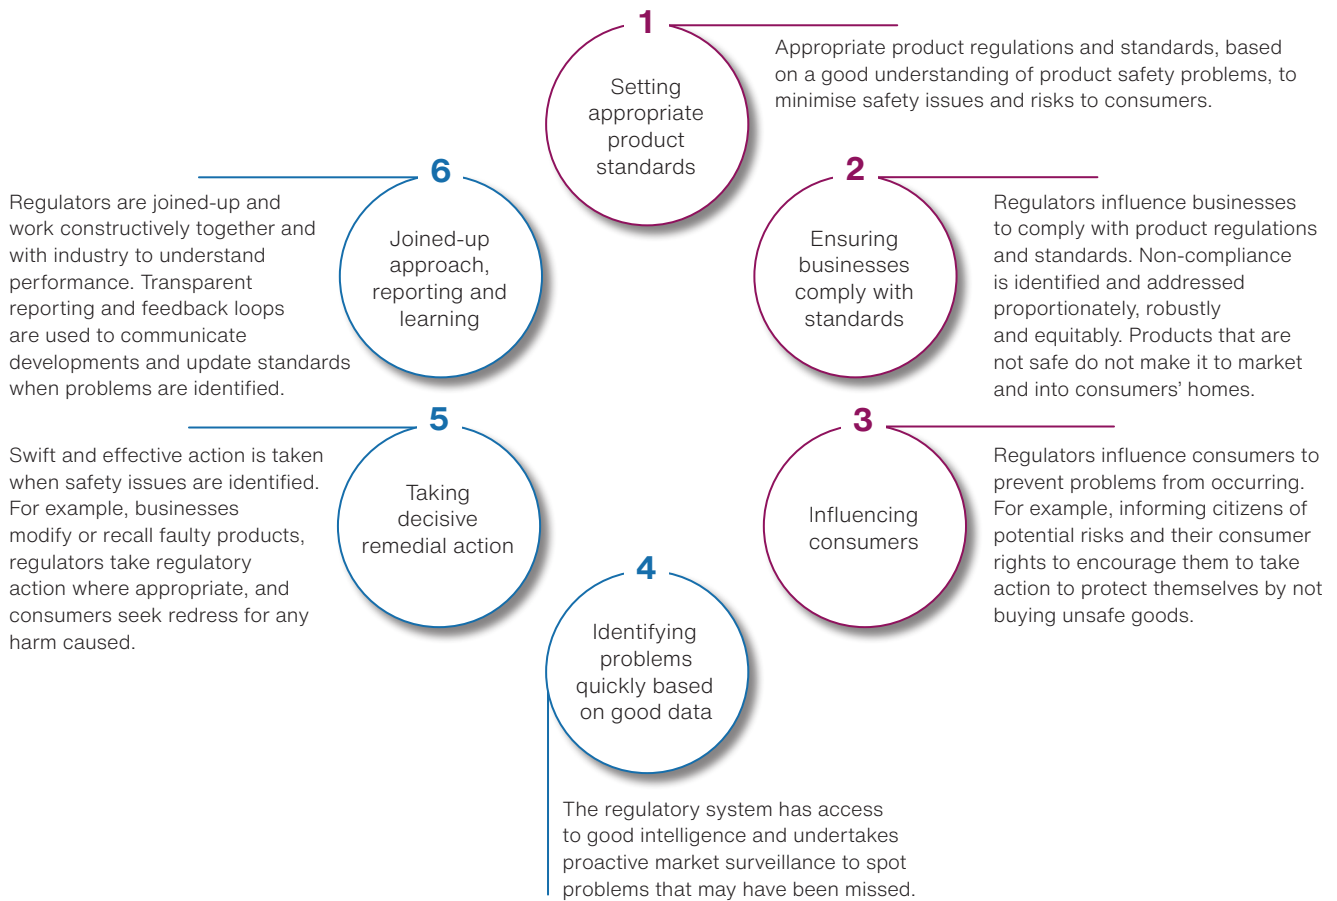 1
Setting
appropriate
product
standards
Appropriate product regulations and standards, based
on a good understanding of product safety problems, to
minimise safety issues and risks to consumers.
2
Ensuring
businesses
comply with
standards
Regulators influence businesses
to comply with product regulations
and standards. Non-compliance
is identified and addressed
proportionately, robustly
and equitably. Products that are
not safe do not make it to market
and into consumers’ homes.
3
Influencing
consumers
Regulators influence consumers to
prevent problems from occurring.
For example, informing citizens of
potential risks and their consumer
rights to encourage them to take
action to protect themselves by not
buying unsafe goods.
4
Identifying
problems
quickly based
on good data
The regulatory system has access
to good intelligence and undertakes
proactive market surveillance to spot
problems that may have been missed.
5
Taking
decisive
remedial action
Swift and effective action is taken
when safety issues are identified.
For example, businesses
modify or recall faulty products,
regulators take regulatory
action where appropriate, and
consumers seek redress for any
harm caused.
6
Joined-up
approach,
reporting and
learning
Regulators are joined-up and
work constructively together and
with industry to understand
performance. Transparent
reporting and feedback loops
are used to communicate
developments and update standards
when problems are identified.